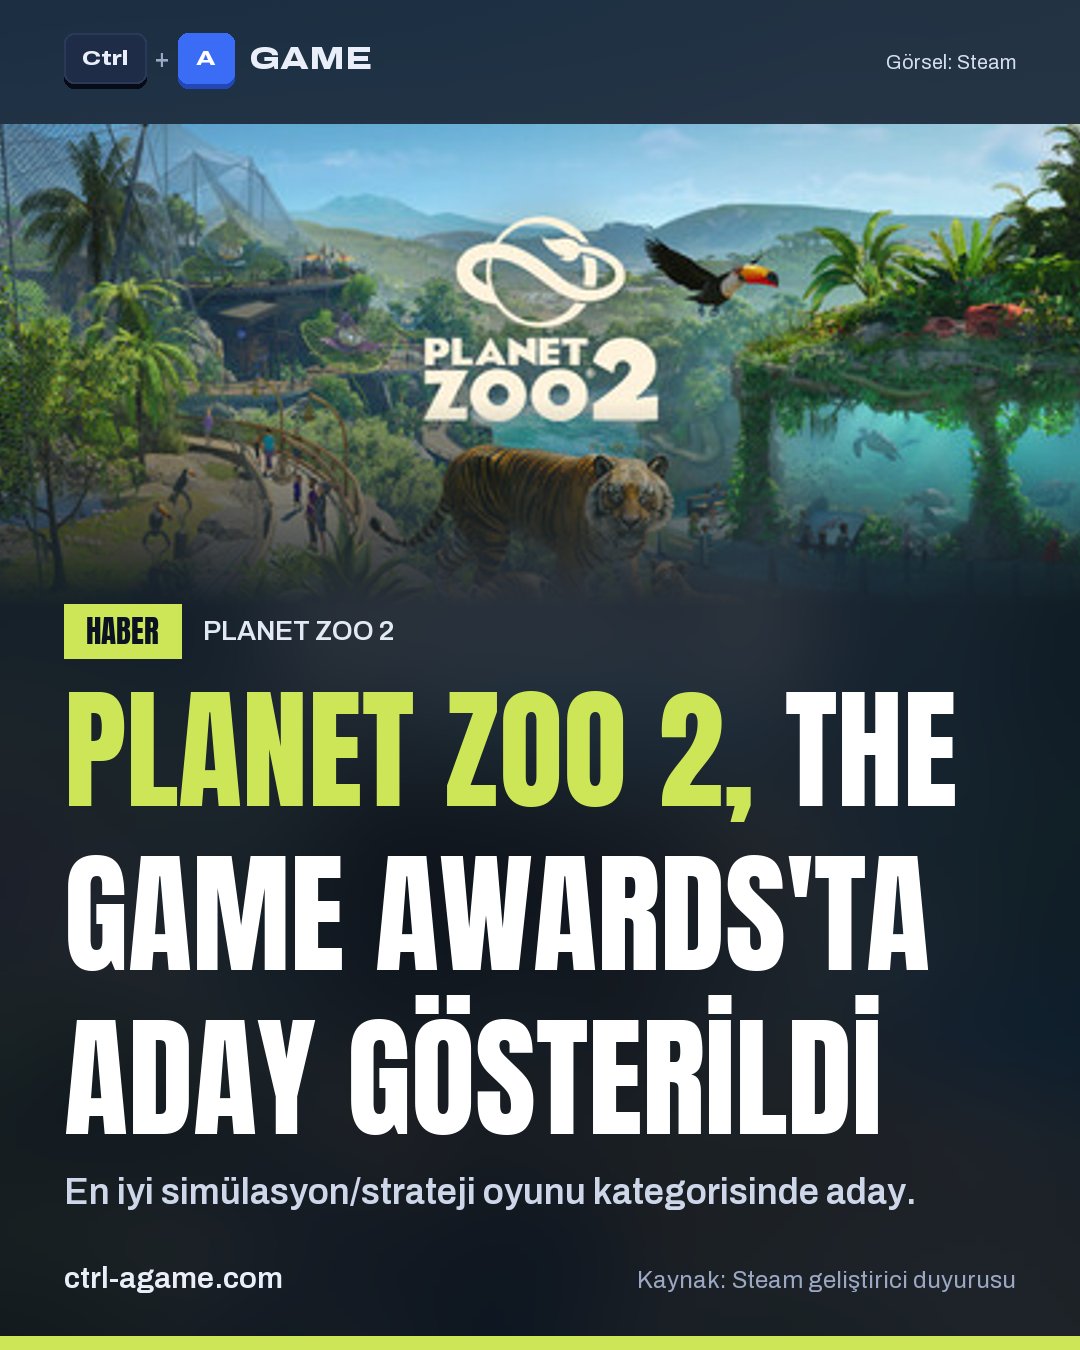 Ctrl + A GAME
Görsel: Steam
PLANET
ZOO 2
HABER PLANET ZOO 2
PLANET ZOO 2, THE
GAME AWARDS'TA
ADAY GÖSTERİLDİ
En iyi simülasyon/strateji oyunu kategorisinde aday.
ctrl-agame.com
Kaynak: Steam geliştirici duyurusu